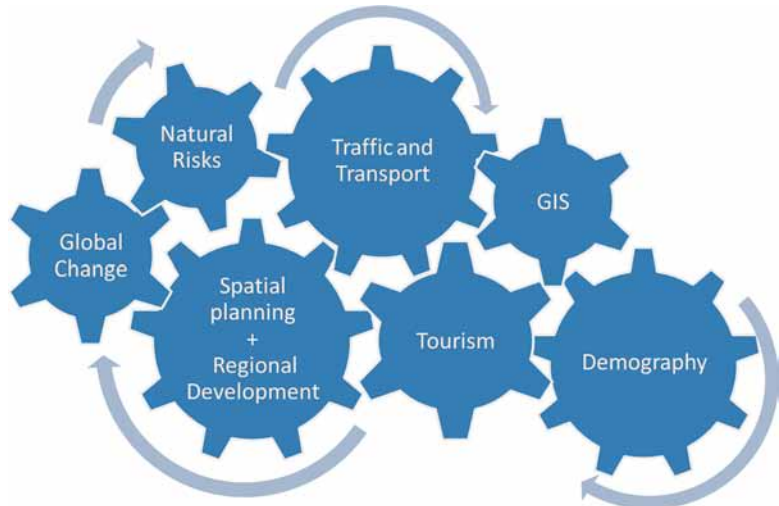 Natural
Risks
Traffic and
Transport
GIS
Global
Change
Spatial
planning
+
Regional
Development
Tourism
Demography